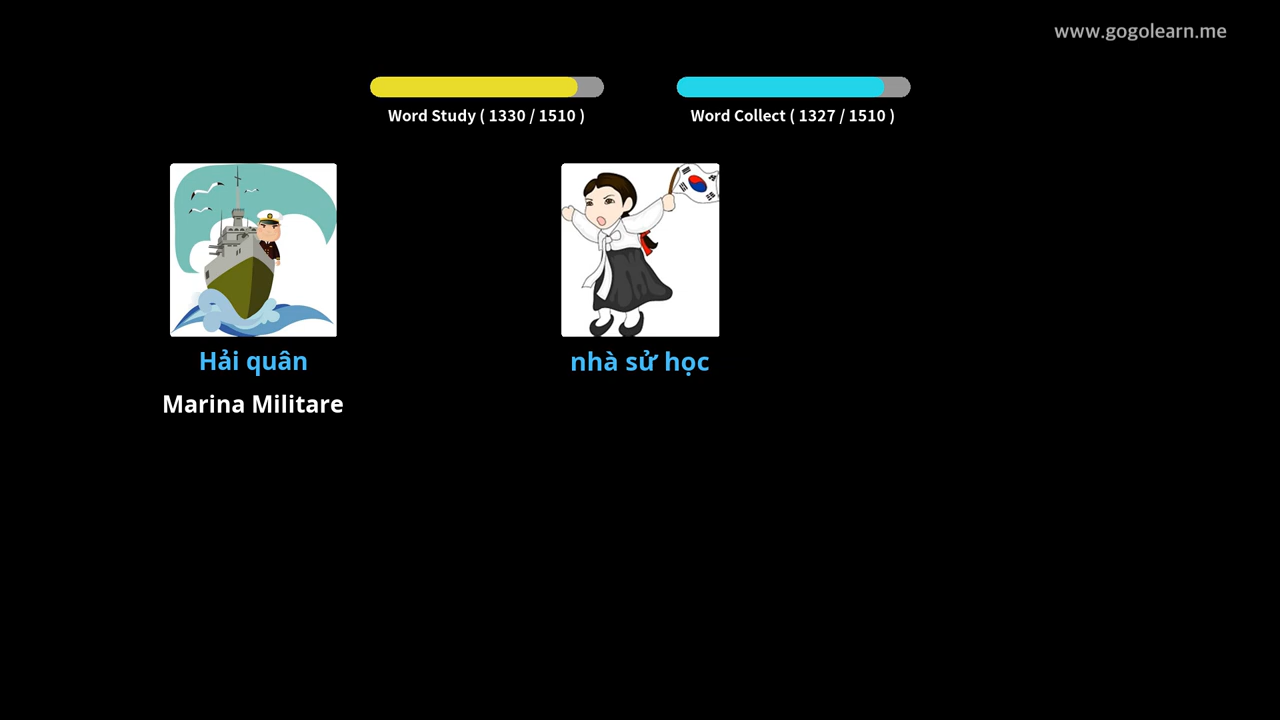 www.gogolearn.me
Word Study ( 1330 / 1510 )
Word Collect ( 1327 / 1510 )
Hải quân
nhà sử học
Marina Militare